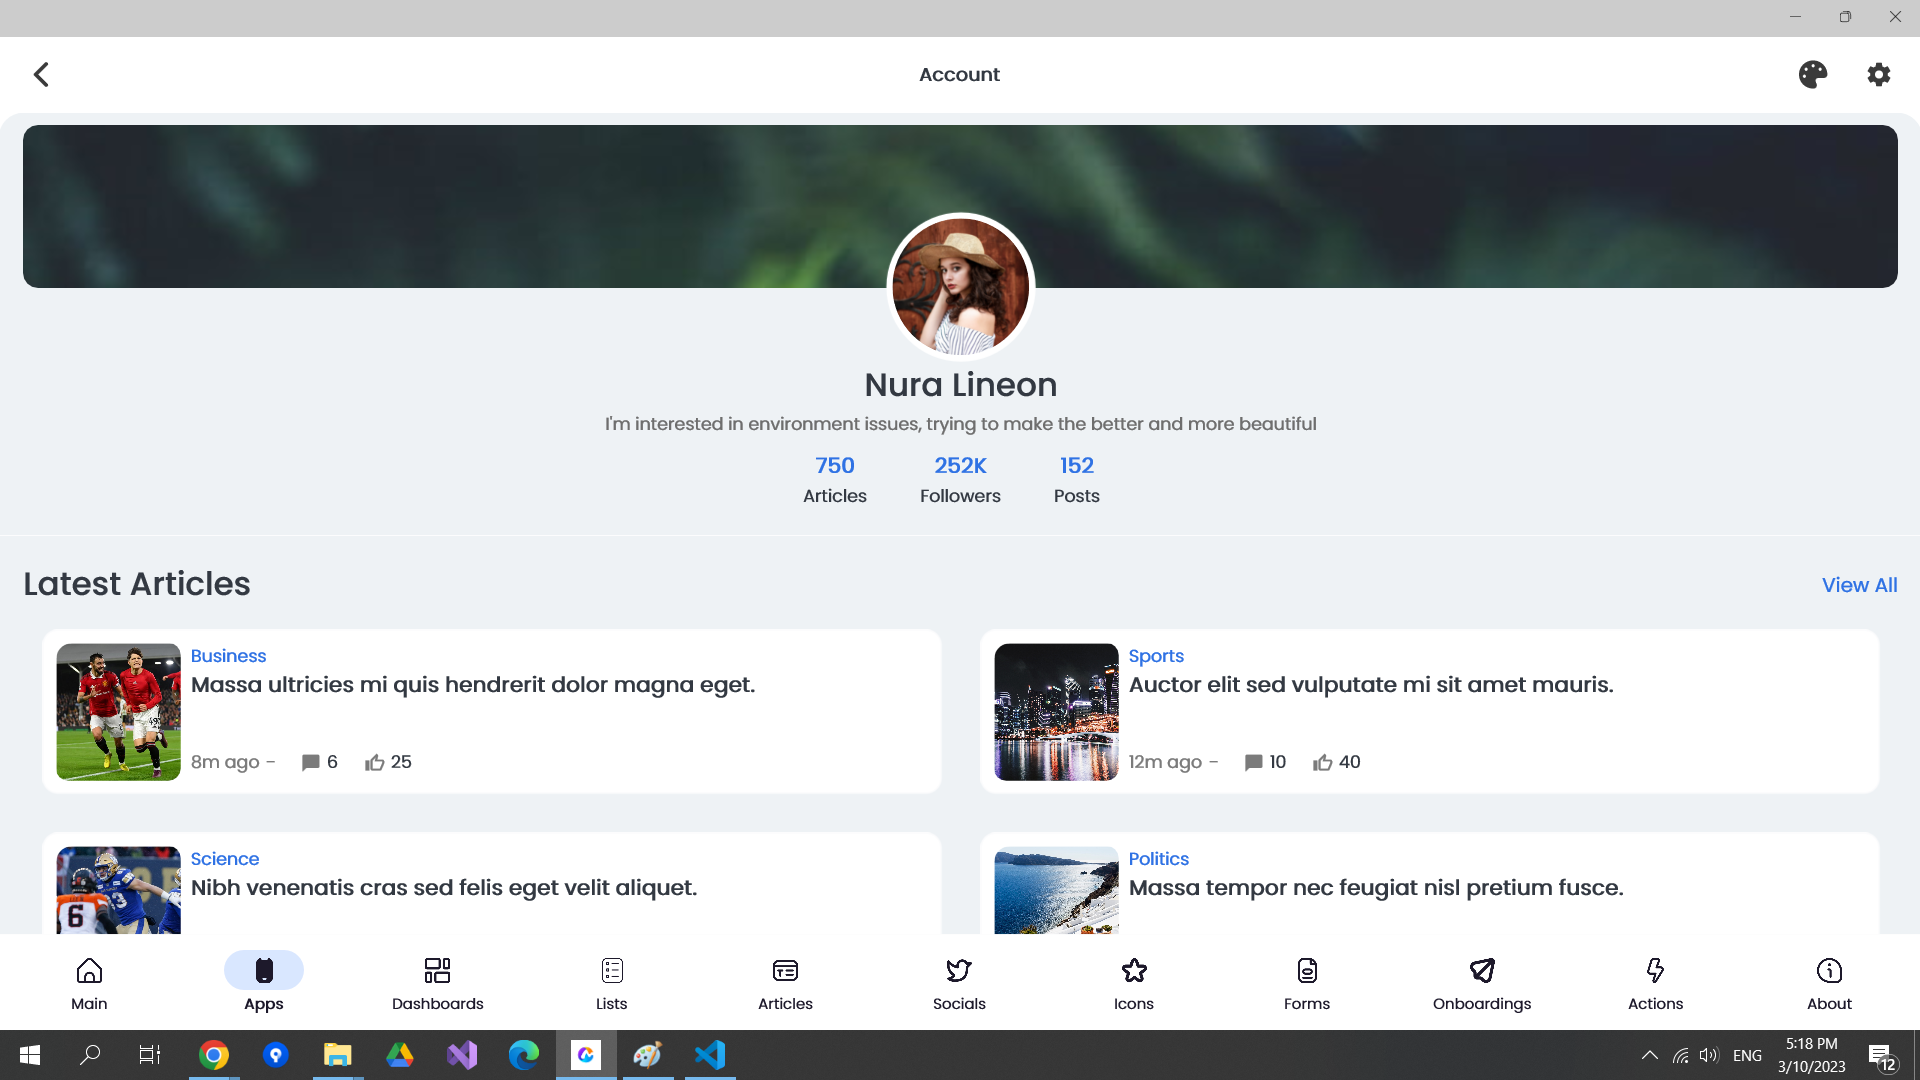 Account
Nura Lineon
I'm interested in environment issues, trying to make the better and more beautiful
750 252K 152
Articles Followers Posts
Latest Articles View All
Business
Massa ultricies mi quis hendrerit dolor magna eget.
8m ago - 6 25
Sports
Auctor elit sed vulputate mi sit amet mauris.
12m ago - 10 40
Science
Nibh venenatis cras sed felis eget velit aliquet.
Politics
Massa tempor nec feugiat nisl pretium fusce.
Main Apps Dashboards Lists Articles Socials Icons Forms Onboardings Actions About
ENG
5:18 PM
3/10/2023
12